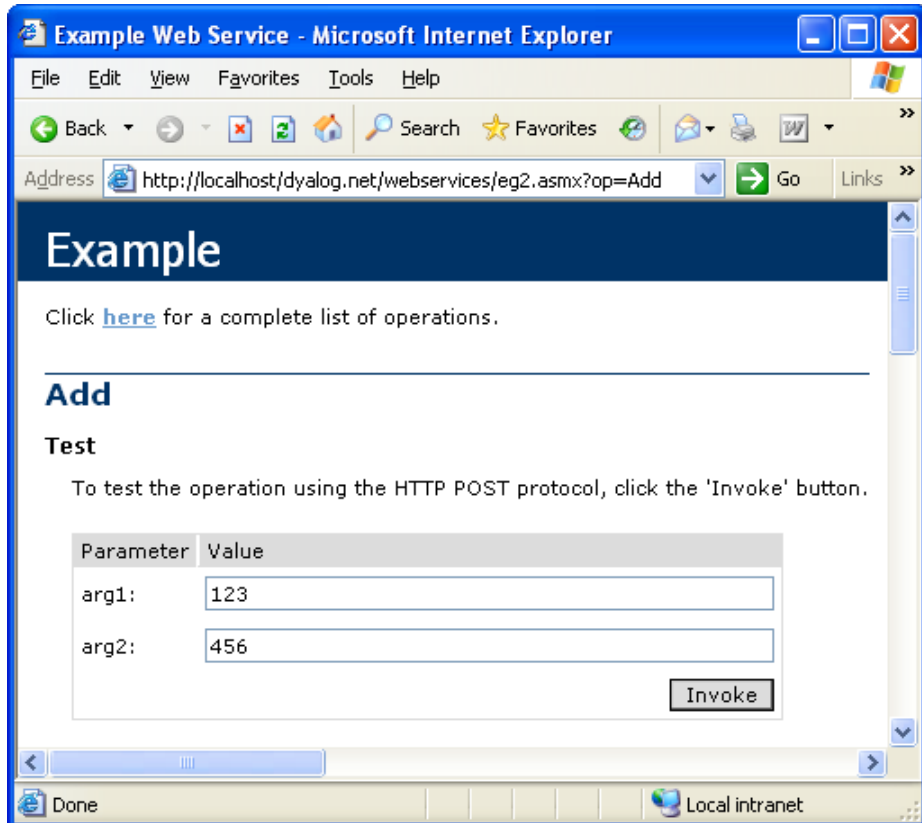 Example Web Service - Microsoft Internet Explorer
File Edit View Favorites Tools Help
Back Search Favorites
Address http://localhost/dyalog.net/webservices/eg2.asmx?op=Add Go Links
Example
Click here for a complete list of operations.
Add
Test
To test the operation using the HTTP POST protocol, click the 'Invoke' button.
Parameter Value
arg1: 123
arg2: 456
Invoke
Done Local intranet